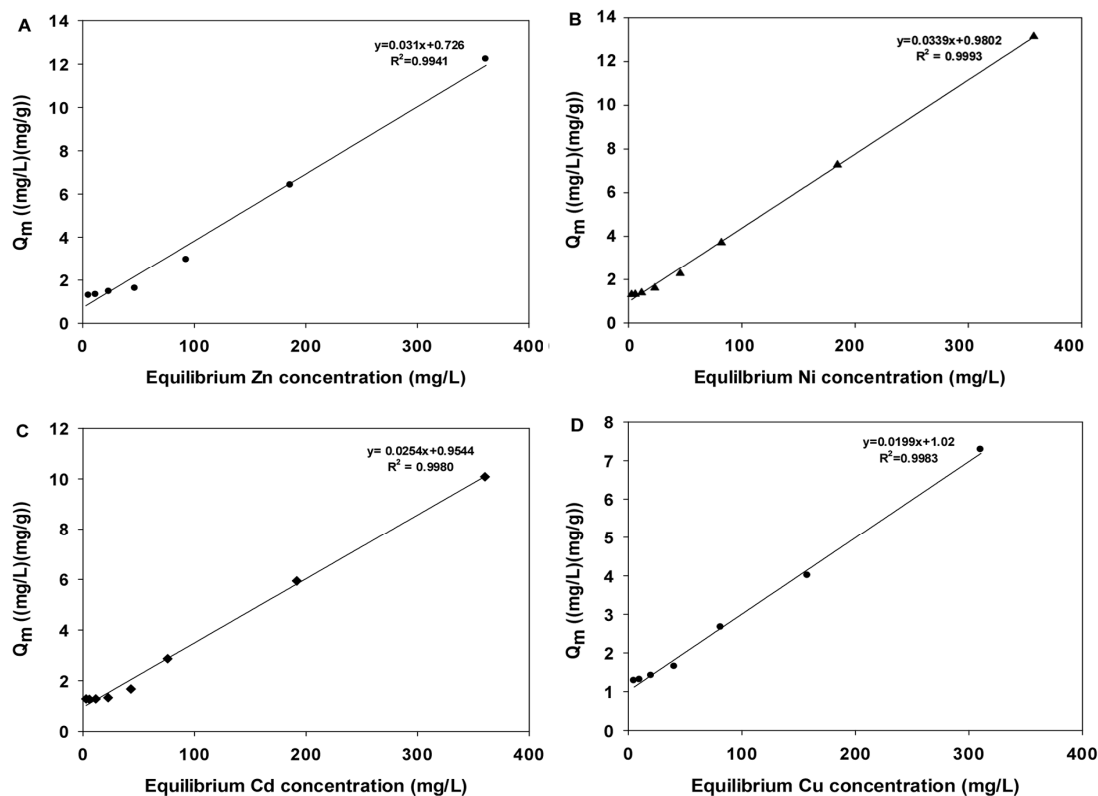 A
14
12
10
8
6
4
2
0
y=0.031x+0.726
R²=0.9941
Qm ((mg/L)(mg/g))
0 100 200 300 400
Equilibrium Zn concentration (mg/L)
B
14
12
10
8
6
4
2
0
y=0.0339x+0.9802
R² = 0.9993
Qm ((mg/L)(mg/g))
0 100 200 300 400
Equlilbrium Ni concentration (mg/L)
C
12
10
8
6
4
2
0
y= 0.0254x+0.9544
R² = 0.9980
Qm ((mg/L)(mg/g))
0 100 200 300 400
Equilibrium Cd concentration (mg/L)
D
8
7
6
5
4
3
2
1
0
y=0.0199x+1.02
R²=0.9983
Qm ((mg/L)(mg/g))
0 100 200 300 400
Equilibrium Cu concentration (mg/L)